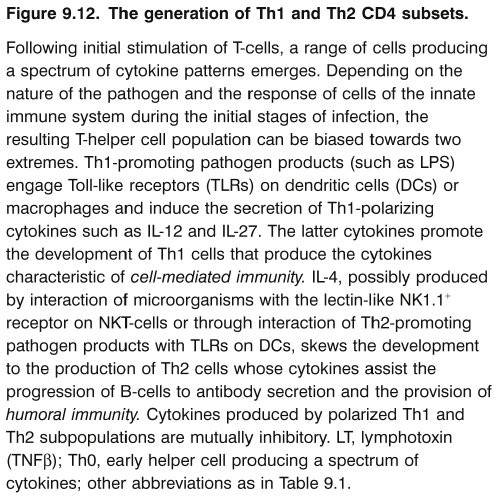 Figure 9.12. The generation of Th1 and Th2 CD4 subsets.
Following initial stimulation of T-cells, a range of cells producing
a spectrum of cytokine patterns emerges. Depending on the
nature of the pathogen and the response of cells of the innate
immune system during the initial stages of infection, the
resulting T-helper cell population can be biased towards two
extremes. Th1-promoting pathogen products (such as LPS)
engage Toll-like receptors (TLRs) on dendritic cells (DCs) or
macrophages and induce the secretion of Th1-polarizing
cytokines such as IL-12 and IL-27. The latter cytokines promote
the development of Th1 cells that produce the cytokines
characteristic of cell-mediated immunity. IL-4, possibly produced
by interaction of microorganisms with the lectin-like NK1.1⁺
receptor on NKT-cells or through interaction of Th2-promoting
pathogen products with TLRs on DCs, skews the development
to the production of Th2 cells whose cytokines assist the
progression of B-cells to antibody secretion and the provision of
humoral immunity. Cytokines produced by polarized Th1 and
Th2 subpopulations are mutually inhibitory. LT, lymphotoxin
(TNFβ); Th0, early helper cell producing a spectrum of
cytokines; other abbreviations as in Table 9.1.